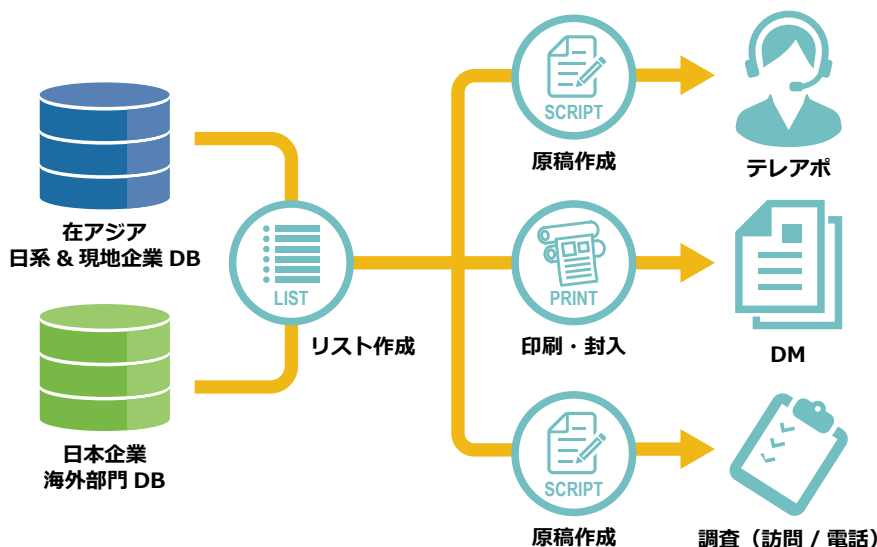 在アジア
日系 & 現地企業 DB
日本企業
海外部門 DB
LIST
リスト作成
SCRIPT
原稿作成
テレアポ
PRINT
印刷・封入
DM
SCRIPT
原稿作成
調査（訪問 / 電話）